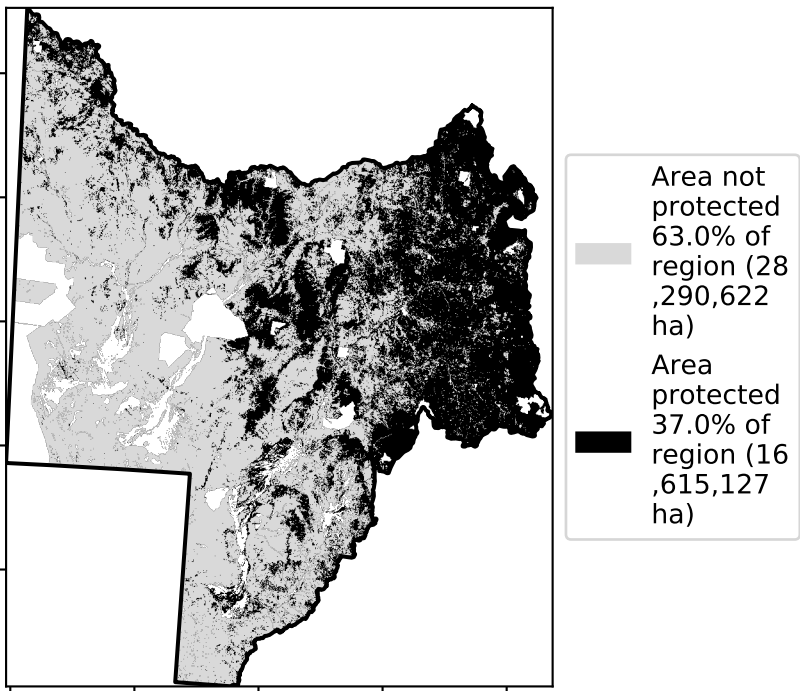 Area not
protected
63.0% of
region (28
,290,622
ha)
Area
protected
37.0% of
region (16
,615,127
ha)